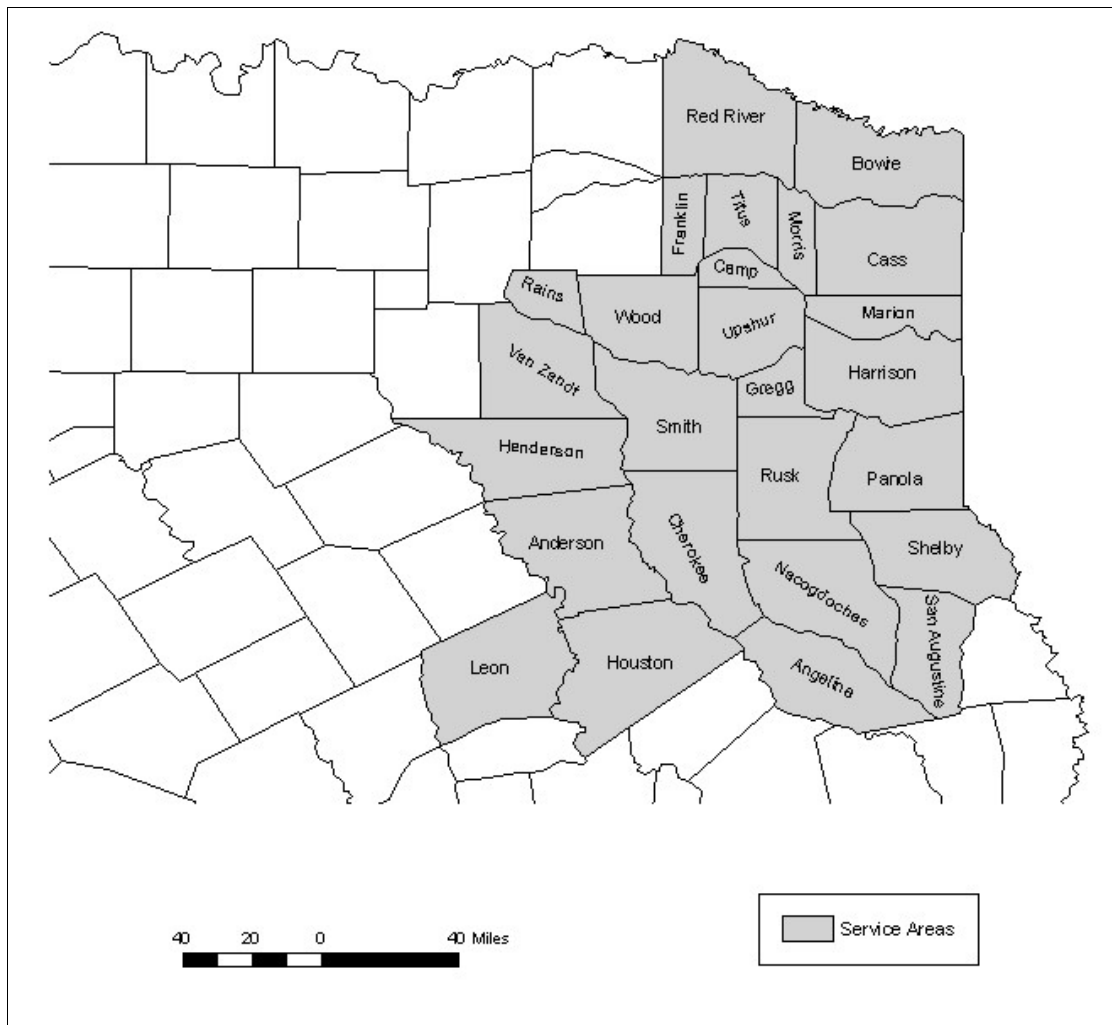 Red River
Bowie
Franklin
Titus
Morris
Cass
Camp
Rains
Wood
Upshur
Marion
Van Zandt
Gregg
Harrison
Smith
Henderson
Rusk
Panola
Anderson
Cherokee
Shelby
Nacogdoches
San Augustine
Leon
Houston
Angelina
40 20 0 40 Miles
Service Areas